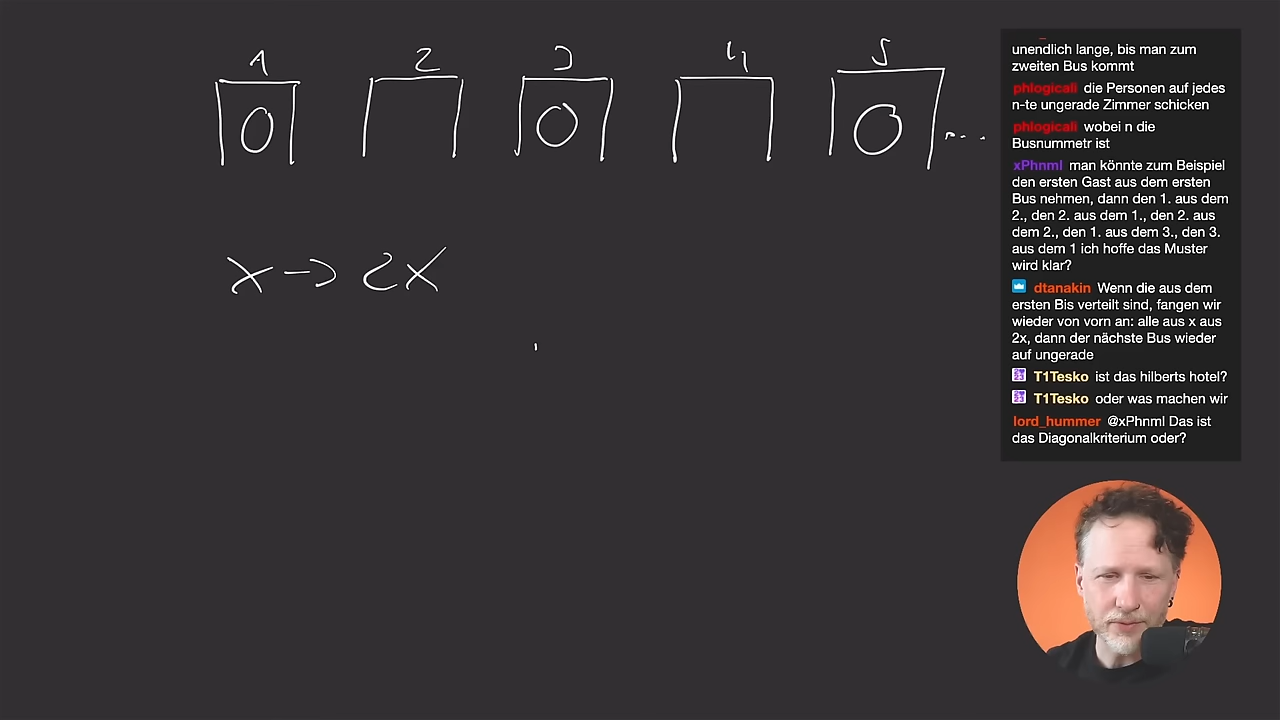 1 2 3 4 5
0 0 0 ...
x → 2x
unendlich lange, bis man zum
zweiten Bus kommt
phlogicali die Personen auf jedes
n-te ungerade Zimmer schicken
phlogicali wobei n die
Busnummetr ist
xPhnml man könnte zum Beispiel
den ersten Gast aus dem ersten
Bus nehmen, dann den 1. aus dem
2., den 2. aus dem 1., den 2. aus
dem 2., den 1. aus dem 3., den 3.
aus dem 1 ich hoffe das Muster
wird klar?
dtanakin Wenn die aus dem
ersten Bis verteilt sind, fangen wir
wieder von vorn an: alle aus x aus
2x, dann der nächste Bus wieder
auf ungerade
T1Tesko ist das hilberts hotel?
T1Tesko oder was machen wir
lord_hummer @xPhnml Das ist
das Diagonalkriterium oder?